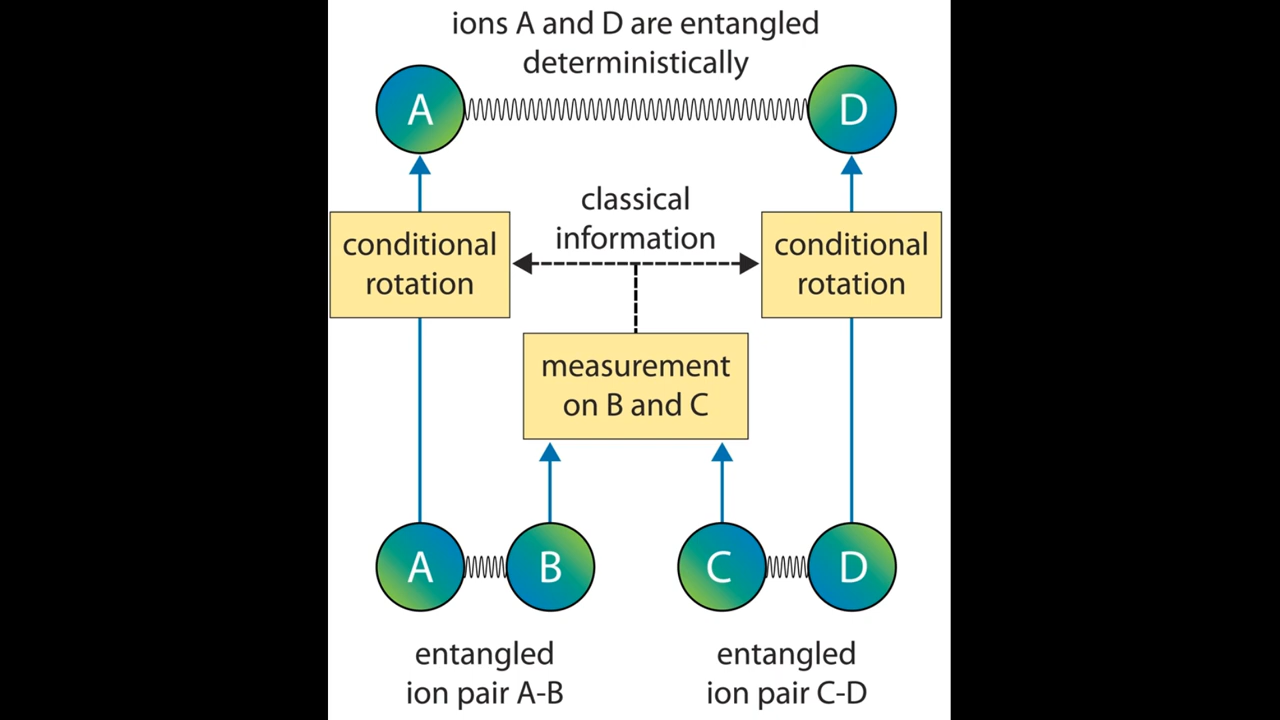 ions A and D are entangled
deterministically
A
D
classical
information
conditional
rotation
conditional
rotation
measurement
on B and C
A
B
C
D
entangled
ion pair A-B
entangled
ion pair C-D